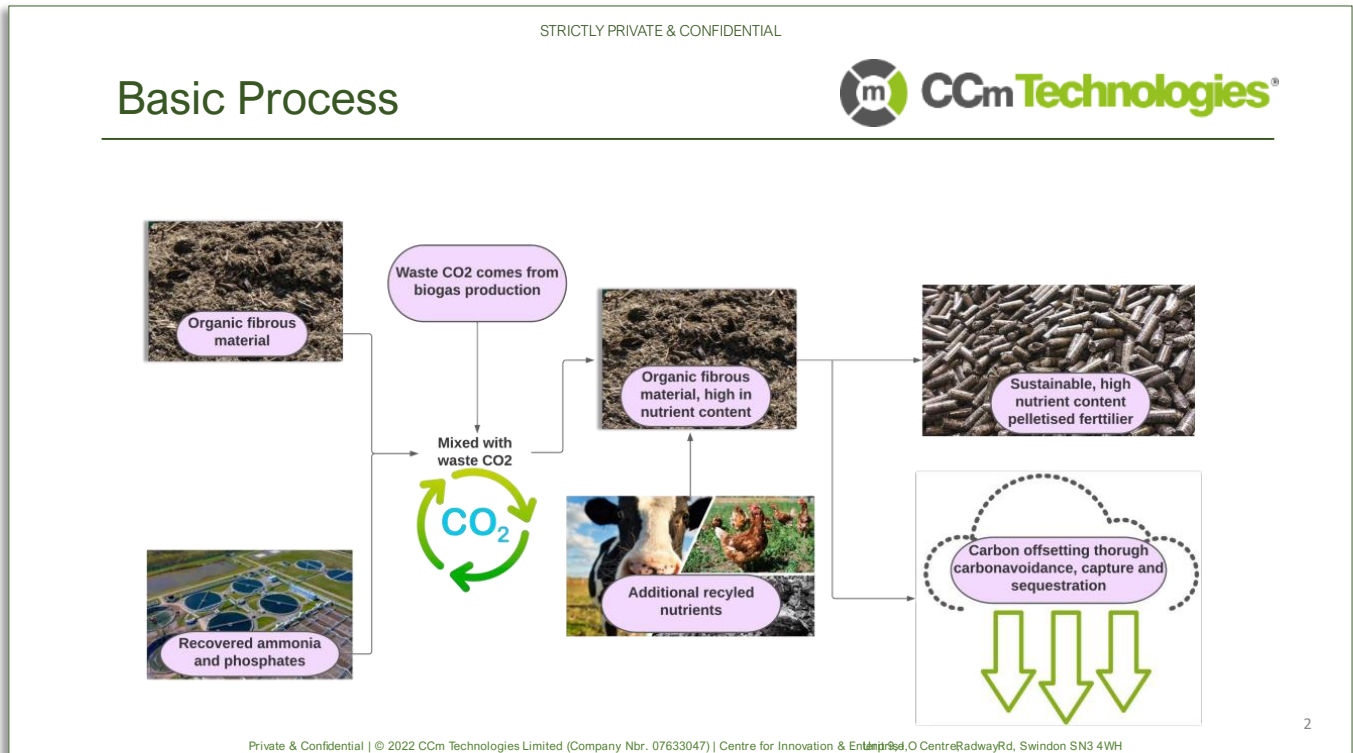 STRICTLY PRIVATE & CONFIDENTIAL
Basic Process
m CCm Technologies®
Organic fibrous
material
Waste CO2 comes from
biogas production
Mixed with
waste CO2
CO2
Recovered ammonia
and phosphates
Organic fibrous
material, high in
nutrient content
Additional recyled
nutrients
Sustainable, high
nutrient content
pelletised ferttilier
Carbon offsetting thorugh
carbonavoidance, capture and
sequestration
2
Private & Confidential | © 2022 CCm Technologies Limited (Company Nbr. 07633047) | Centre for Innovation & CentreRadwayRd, Swindon SN3 4WH